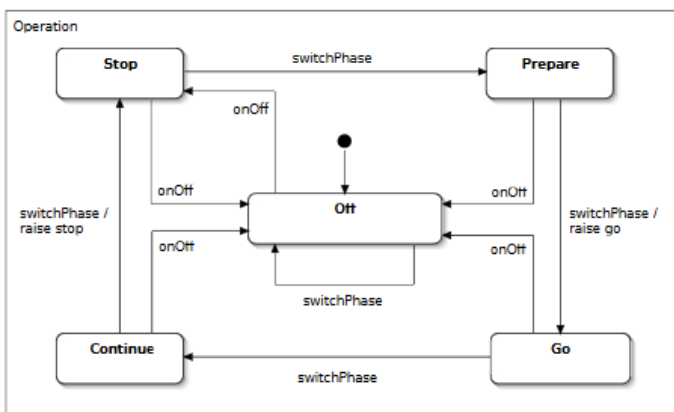 Operation
Stop
switchPhase
Prepare
onOff
onOff
onOff
Off
switchPhase /
raise stop
switchPhase /
raise go
onOff
onOff
switchPhase
Continue
Go
switchPhase